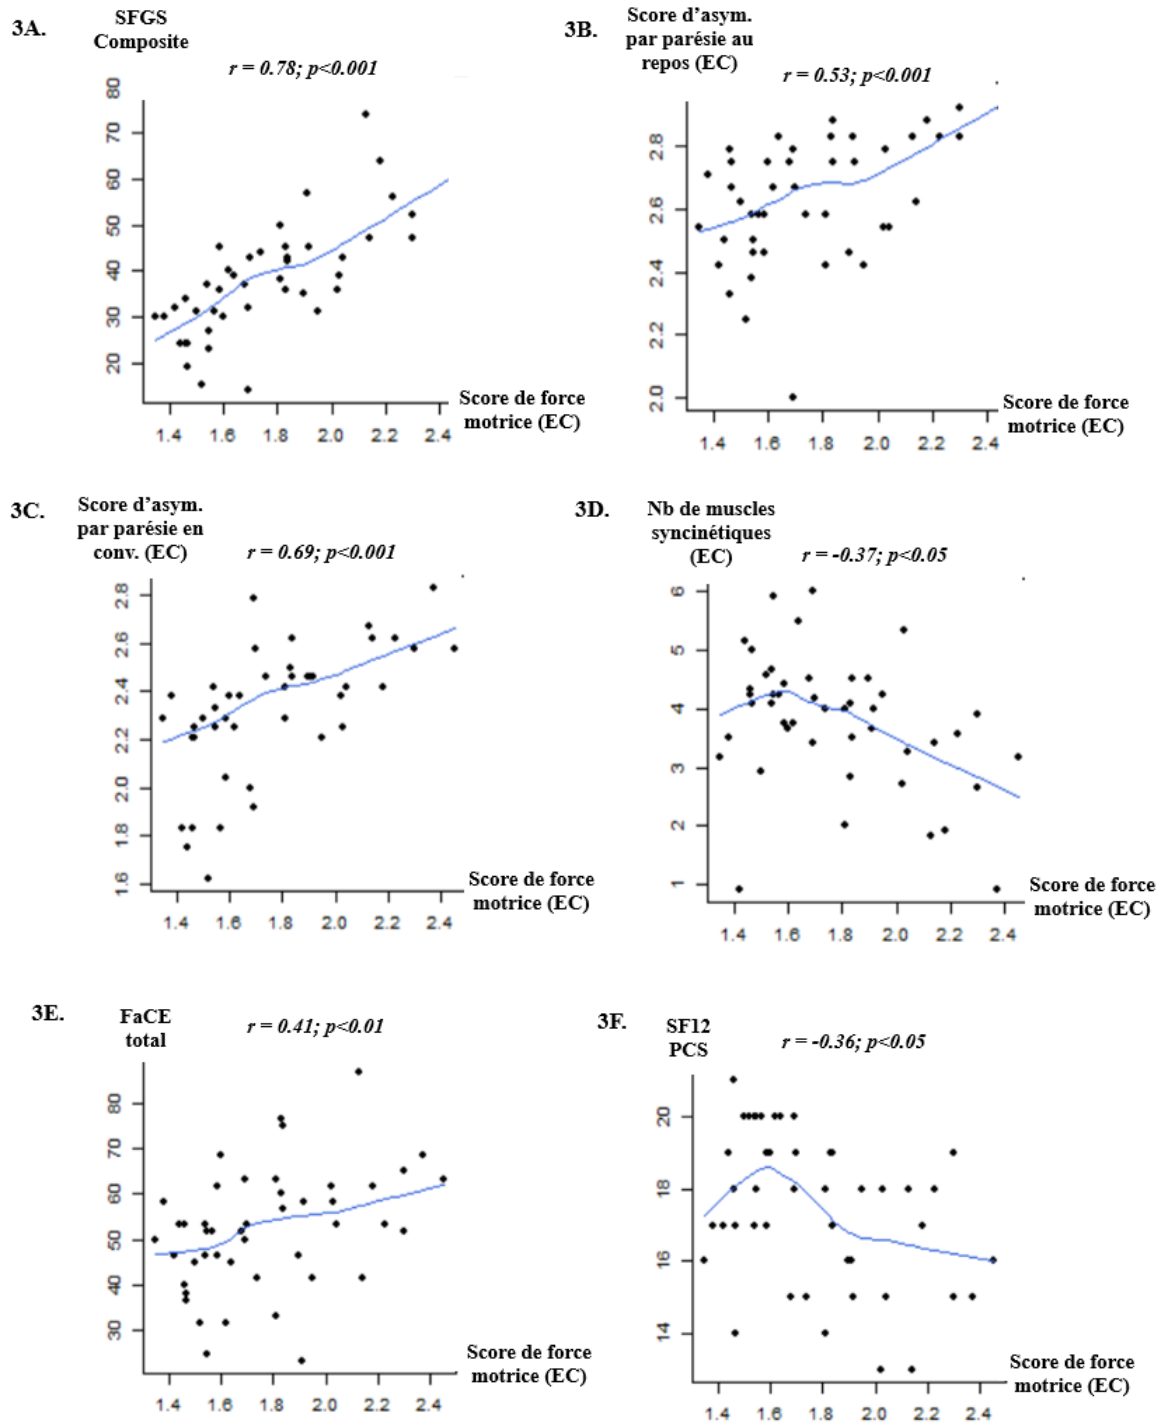 3A.
SFGS
Composite
r = 0.78; p<0.001
80
70
60
50
40
30
20
1.4 1.6 1.8 2.0 2.2 2.4
Score de force
motrice (EC)
3B.
Score d’asym.
par parésie au
repos (EC)
r = 0.53; p<0.001
2.8
2.6
2.4
2.2
2.0
1.4 1.6 1.8 2.0 2.2 2.4
Score de force
motrice (EC)
3C.
Score d’asym.
par parésie en
conv. (EC)
r = 0.69; p<0.001
2.8
2.6
2.4
2.2
2.0
1.8
1.6
1.4 1.6 1.8 2.0 2.2 2.4
Score de force
motrice (EC)
3D.
Nb de muscles
syncinétiques
(EC)
r = -0.37; p<0.05
6
5
4
3
2
1
1.4 1.6 1.8 2.0 2.2 2.4
Score de force
motrice (EC)
3E.
FaCE
total
r = 0.41; p<0.01
80
70
60
50
40
30
1.4 1.6 1.8 2.0 2.2 2.4
Score de force
motrice (EC)
3F.
SF12
PCS
r = -0.36; p<0.05
20
18
16
14
1.4 1.6 1.8 2.0 2.2 2.4
Score de force
motrice (EC)